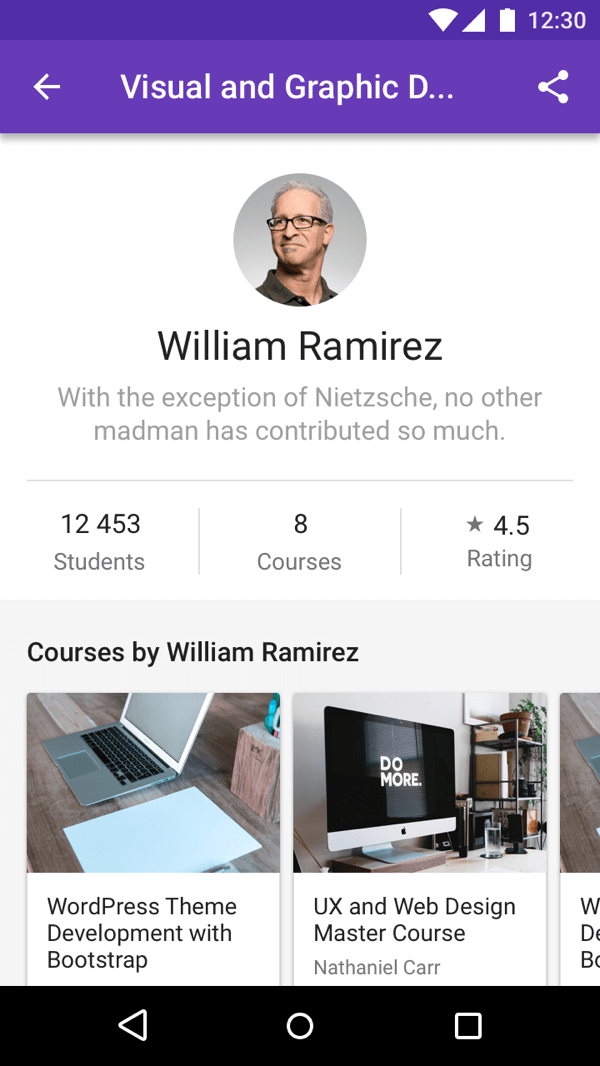 12:30
Visual and Graphic D...
William Ramirez
With the exception of Nietzsche, no other
madman has contributed so much.
12 453
Students
8
Courses
★ 4.5
Rating
Courses by William Ramirez
DO
MORE.
WordPress Theme
Development with
Bootstrap
UX and Web Design
Master Course
Nathaniel Carr
W
De
Bo